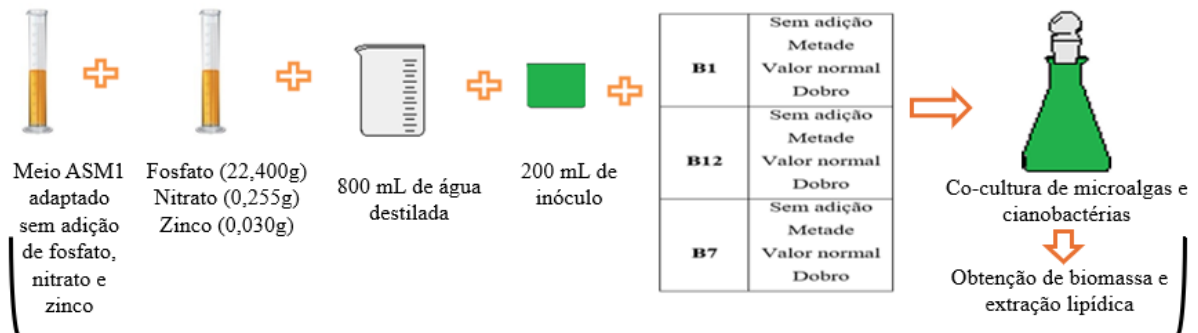 Meio ASM1
adaptado
sem adição
de fosfato,
nitrato e
zinco
Fosfato (22,400g)
Nitrato (0,255g)
Zinco (0,030g)
800 mL de água
destilada
200 mL de
inóculo
B1
Sem adição
Metade
Valor normal
Dobro
B12
Sem adição
Metade
Valor normal
Dobro
B7
Sem adição
Metade
Valor normal
Dobro
Co-cultura de microalgas e
cianobactérias
Obtenção de biomassa e
extração lipídica